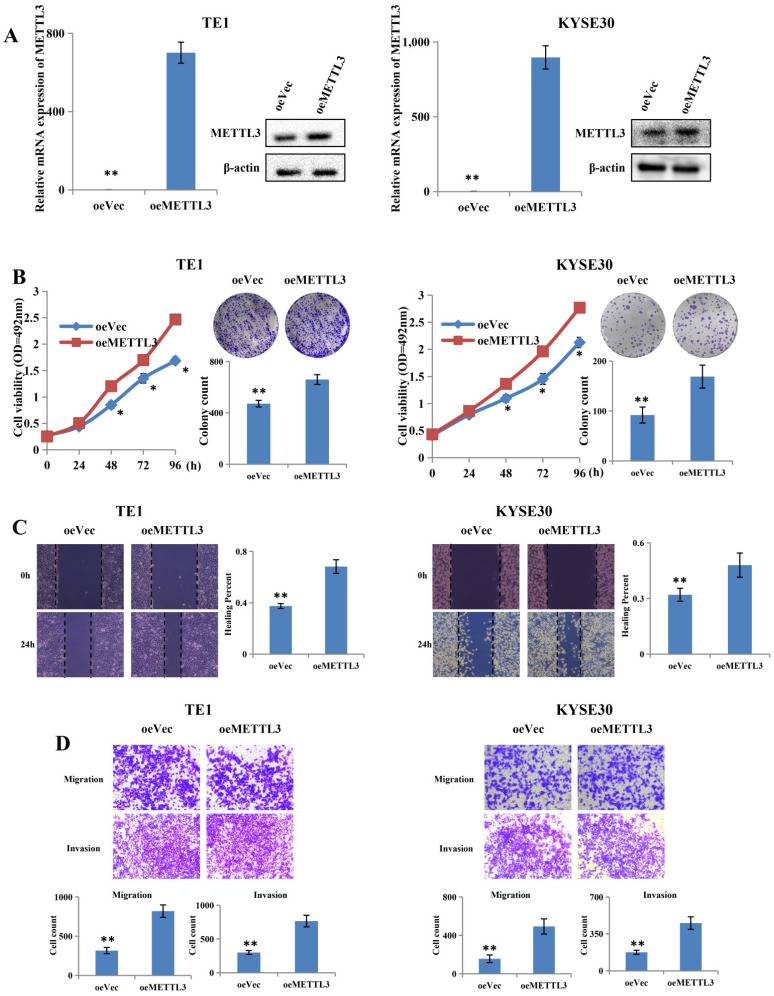 A
TE1
KYSE30
Relative mRNA expression of METTL3
800
400
0
**
oeVec
oeMETTL3
oeVec
oeMETTL3
METTL3
β-actin
Relative mRNA expression of METTL3
1,000
500
0
**
oeVec
oeMETTL3
oeVec
oeMETTL3
METTL3
β-actin
B
TE1
KYSE30
Cell viability (OD=492nm)
3
2.5
2
1.5
1
0.5
0
oeVec
oeMETTL3
*
*
*
0 24 48 72 96 (h)
oeVec oeMETTL3
Colony count
800
400
0
**
oeVec oeMETTL3
Cell viability (OD=492nm)
3
2.5
2
1.5
1
0.5
0
oeVec
oeMETTL3
*
*
*
0 24 48 72 96 (h)
oeVec oeMETTL3
Colony count
200
100
0
**
oeVec oeMETTL3
C
TE1
KYSE30
oeVec oeMETTL3
0h
24h
Healing Percent
0.8
0.4
0
**
oeVec oeMETTL3
oeVec oeMETTL3
0h
24h
Healing Percent
0.6
0.3
0
**
oeVec oeMETTL3
D
TE1
KYSE30
oeVec oeMETTL3
Migration
Invasion
oeVec oeMETTL3
Migration
Invasion
Migration
Cell count
1000
500
0
**
oeVec oeMETTL3
Invasion
Cell count
1000
500
0
**
oeVec oeMETTL3
Migration
Cell count
800
400
0
**
oeVec oeMETTL3
Invasion
Cell count
700
350
0
**
oeVec oeMETTL3